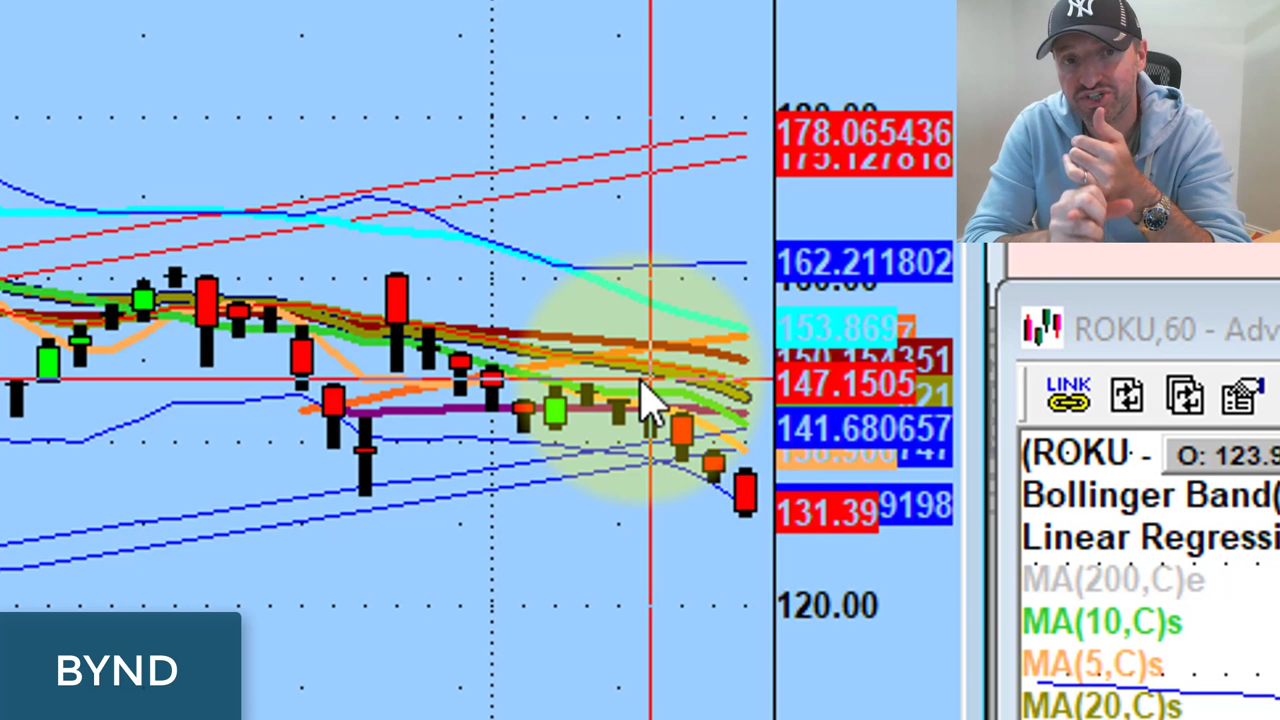 NY
178.065436
162.211802
153.869
147.1505
141.680657
131.39
9198
120.00
BYND
ROKU,60 - Adv
LINK
(ROKU - O: 123.9
Bollinger Band(
Linear Regressi
MA(200,C)e
MA(10,C)s
MA(5,C)s
MA(20,C)s